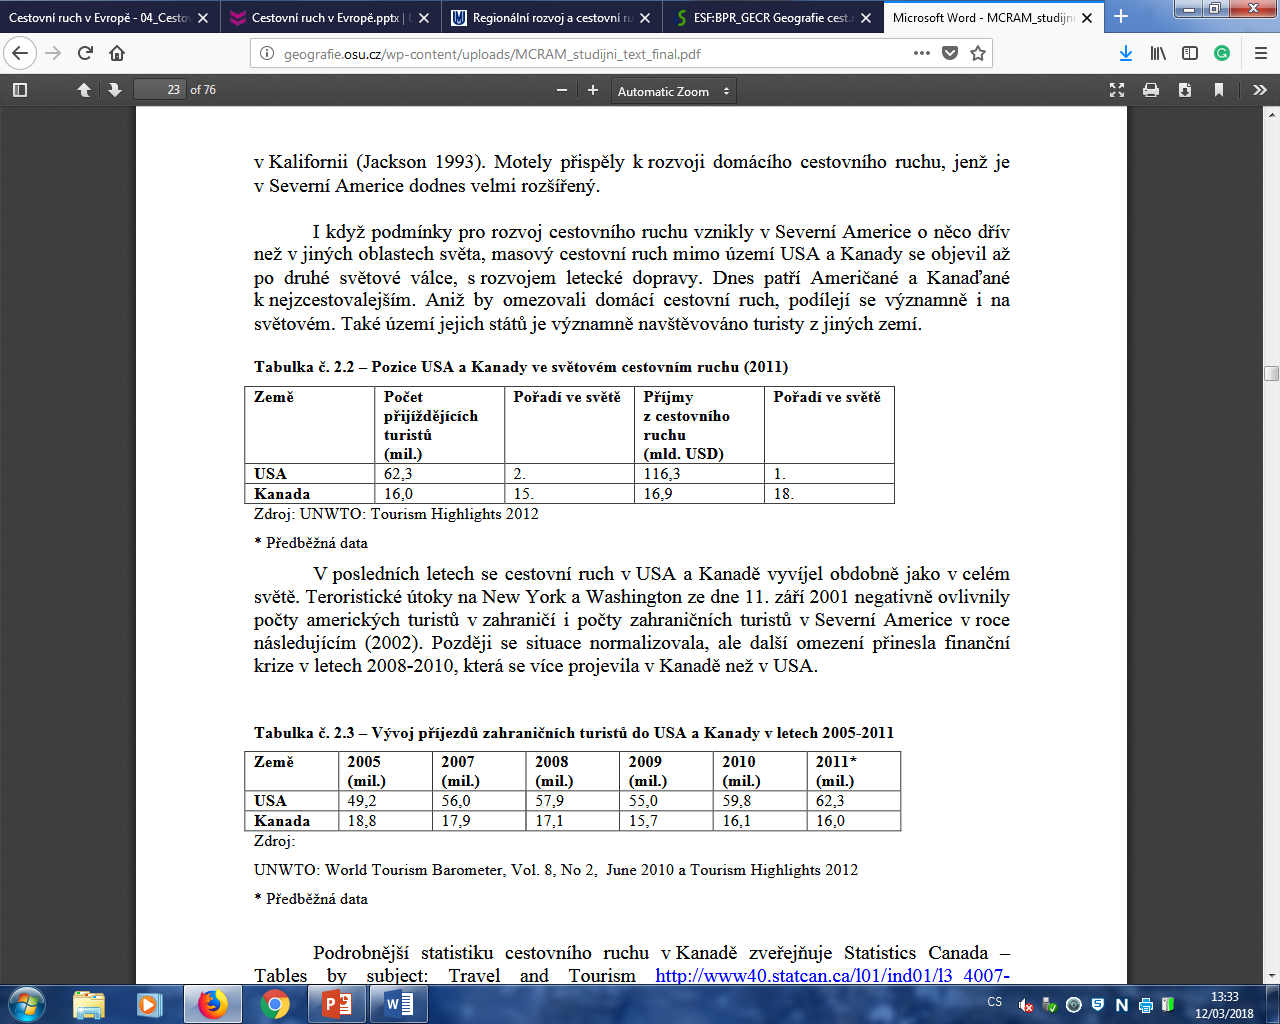 Cestovní ruch v Evropě - 04_Cestov
Cestovní ruch v Evropě.pptx | U
Regionální rozvoj a cestovní ru
ESF:BPR_GECR Geografie cest.r
Microsoft Word - MCRAM_studijni
geografie.osu.cz/wp-content/uploads/MCRAM_studijni_text_final.pdf
23 of 76
Automatic Zoom
v Kalifornii (Jackson 1993). Motely přispěly k rozvoji domácího cestovního ruchu, jenž je
v Severní Americe dodnes velmi rozšířený.
I když podmínky pro rozvoj cestovního ruchu vznikly v Severní Americe o něco dřív
než v jiných oblastech světa, masový cestovní ruch mimo území USA a Kanady se objevil až
po druhé světové válce, s rozvojem letecké dopravy. Dnes patří Američané a Kanaďané
k nejzcestovalejším. Aniž by omezovali domácí cestovní ruch, podílejí se významně i na
světovém. Také území jejich států je významně navštěvováno turisty z jiných zemí.
Tabulka č. 2.2 – Pozice USA a Kanady ve světovém cestovním ruchu (2011)
Země Počet Pořadí ve světě Příjmy Pořadí ve světě
přijíždějících z cestovního
turistů ruchu
(mil.) (mld. USD)
USA 62,3 2. 116,3 1.
Kanada 16,0 15. 16,9 18.
Zdroj: UNWTO: Tourism Highlights 2012
* Předběžná data
V posledních letech se cestovní ruch v USA a Kanadě vyvíjel obdobně jako v celém
světě. Teroristické útoky na New York a Washington ze dne 11. září 2001 negativně ovlivnily
počty amerických turistů v zahraničí i počty zahraničních turistů v Severní Americe v roce
následujícím (2002). Později se situace normalizovala, ale další omezení přinesla finanční
krize v letech 2008-2010, která se více projevila v Kanadě než v USA.
Tabulka č. 2.3 – Vývoj příjezdů zahraničních turistů do USA a Kanady v letech 2005-2011
Země 2005 2007 2008 2009 2010 2011*
(mil.) (mil.) (mil.) (mil.) (mil.) (mil.)
USA 49,2 56,0 57,9 55,0 59,8 62,3
Kanada 18,8 17,9 17,1 15,7 16,1 16,0
Zdroj:
UNWTO: World Tourism Barometer, Vol. 8, No 2, June 2010 a Tourism Highlights 2012
* Předběžná data
Podrobnější statistiku cestovního ruchu v Kanadě zveřejňuje Statistics Canada –
Tables by subject: Travel and Tourism http://www40.statcan.ca/l01/ind01/l3_4007-
CS 13:33
12/03/2018